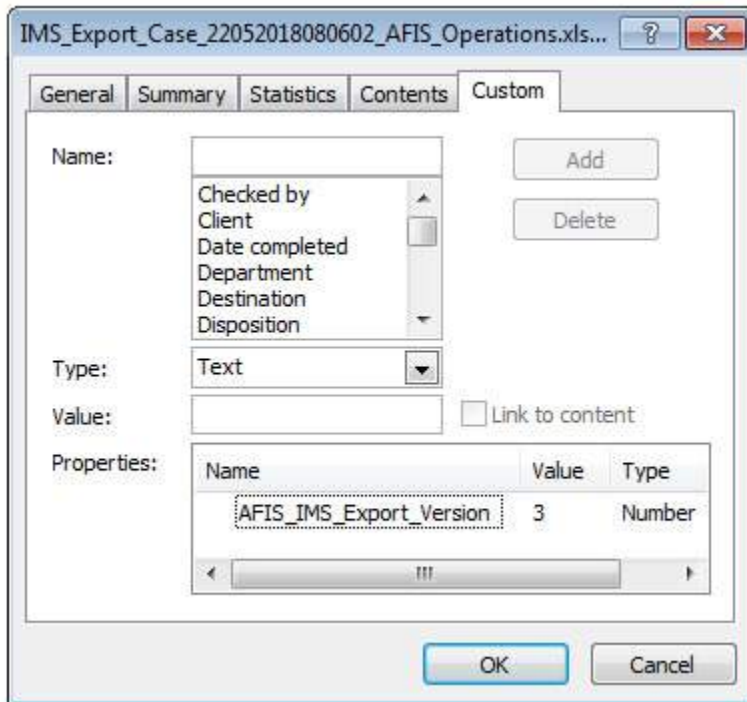 IMS_Export_Case_22052018080602_AFIS_Operations.xls...
General Summary Statistics Contents Custom
Name:
Add
Checked by
Client
Date completed
Department
Destination
Disposition
Delete
Type: Text
Value:
Link to content
Properties:
Name Value Type
AFIS_IMS_Export_Version 3 Number
OK Cancel